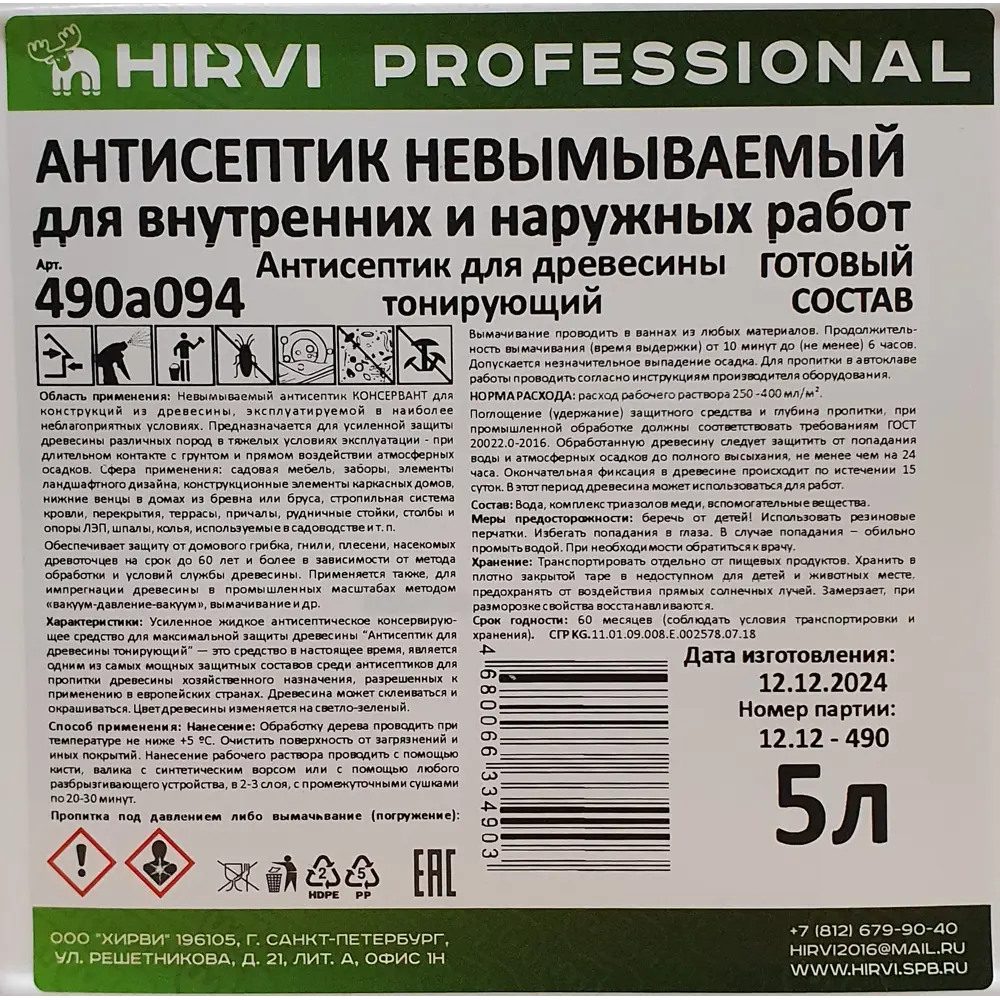 HIRVI PROFESSIONAL
АНТИСЕПТИК НЕВЫМЫВАЕМЫЙ
для внутренних и наружных работ
Арт.
490а094
Антисептик для древесины
тонирующий
ГОТОВЫЙ
СОСТАВ
Область применения: Невымываемый антисептик КОНСЕРВАНТ для
конструкций из древесины, эксплуатируемой в наиболее
неблагоприятных условиях. Предназначается для усиленной защиты
древесины различных пород в тяжелых условиях эксплуатации - при
длительном контакте с грунтом и прямом воздействии атмосферных
осадков. Сфера применения: садовая мебель, заборы, элементы
ландшафтного дизайна, конструкционные элементы каркасных домов,
нижние венцы в домах из бревна или бруса, стропильная система
кровли, перекрытия, террасы, причалы, рудничные стойки, столбы и
опоры ЛЭП, шпалы, колья, используемые в садоводстве и т. п.
Обеспечивает защиту от домового грибка, гнили, плесени, насекомых
древоточцев на срок до 60 лет и более в зависимости от метода
обработки и условий службы древесины. Применяется также, для
импрегнации древесины в промышленных масштабах методом
«вакуум-давление-вакуум», вымачивание и др.
Характеристики: Усиленное жидкое антисептическое консервирую-
щее средство для максимальной защиты древесины "Антисептик для
древесины тонирующий" — это средство в настоящее время, является
одним из самых мощных защитных составов среди антисептиков для
пропитки древесины хозяйственного назначения, разрешенных к
применению в европейских странах. Древесина может склеиваться и
окрашиваться. Цвет древесины изменяется на светло-зеленый.
Способ применения: Нанесение: Обработку дерева проводить при
температуре не ниже +5 ºС. Очистить поверхность от загрязнений и
иных покрытий. Нанесение рабочего раствора проводить с помощью
кисти, валика с синтетическим ворсом или с помощью любого
разбрызгивающего устройства, в 2-3 слоя, с промежуточными сушками
по 20-30 минут.
Пропитка под давлением либо вымачивание (погружение):
Вымачивание проводить в ваннах из любых материалов. Продолжитель-
ность вымачивания (время выдержки) от 10 минут до (не менее) 6 часов.
Допускается незначительное выпадение осадка. Для пропитки в автоклаве
работы проводить согласно инструкциям производителя оборудования.
НОРМА РАСХОДА: расход рабочего раствора 250 -400 мл/м².
Поглощение (удержание) защитного средства и глубина пропитки, при
промышленной обработке должны соответствовать требованиям ГОСТ
20022.0-2016. Обработанную древесину следует защитить от попадания
воды и атмосферных осадков до полного высыхания, не менее чем на 24
часа. Окончательная фиксация в древесине происходит по истечении 15
суток. В этот период древесина может использоваться для работ.
Состав: Вода, комплекс триазолов меди, вспомогательные вещества.
Меры предосторожности: беречь от детей! Использовать резиновые
перчатки. Избегать попадания в глаза. В случае попадания – обильно
промыть водой. При необходимости обратиться к врачу.
Хранение: Транспортировать отдельно от пищевых продуктов. Хранить в
плотно закрытой таре в недоступном для детей и животных месте,
предохранять от воздействия прямых солнечных лучей. Замерзает, при
разморозке свойства восстанавливаются.
Срок годности: 60 месяцев (соблюдать условия транспортировки и
хранения). СГР KG.11.01.09.008.Е.002578.07.18
4 680066 334903
Дата изготовления:
12.12.2024
Номер партии:
12.12 - 490
5л
2
HDPE
5
PP
EAC
ООО "ХИРВИ" 196105, Г. САНКТ-ПЕТЕРБУРГ,
УЛ. РЕШЕТНИКОВА, Д. 21, ЛИТ. А, ОФИС 1Н
+7 (812) 679-90-40
HIRVI2016@MAIL.RU
WWW.HIRVI.SPB.RU